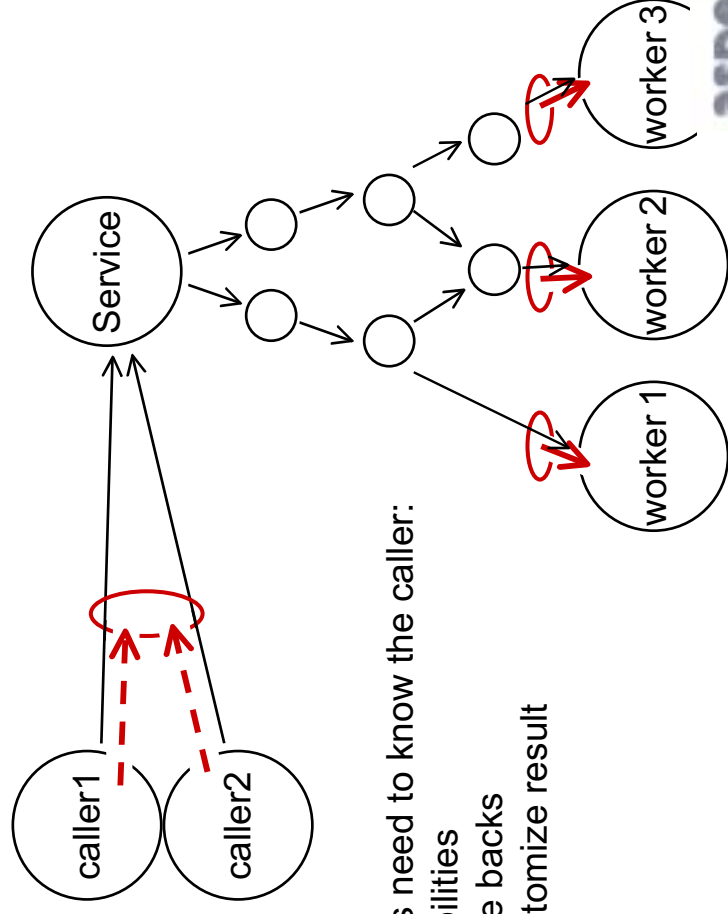 caller1
Service
caller2
s need to know the caller:
bilities
e backs
tomize result
worker 1
worker 2
worker 3